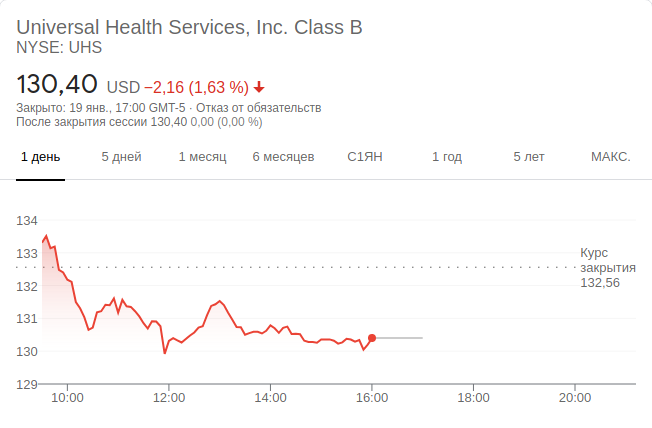 Universal Health Services, Inc. Class B
NYSE: UHS
130,40 USD −2,16 (1,63 %)
Закрыто: 19 янв., 17:00 GMT-5 · Отказ от обязательств
После закрытия сессии 130,40 0,00 (0,00 %)
1 день 5 дней 1 месяц 6 месяцев С1ЯН 1 год 5 лет МАКС.
134
133
132
131
130
129
Курс
закрытия
132,56
10:00 12:00 14:00 16:00 18:00 20:00